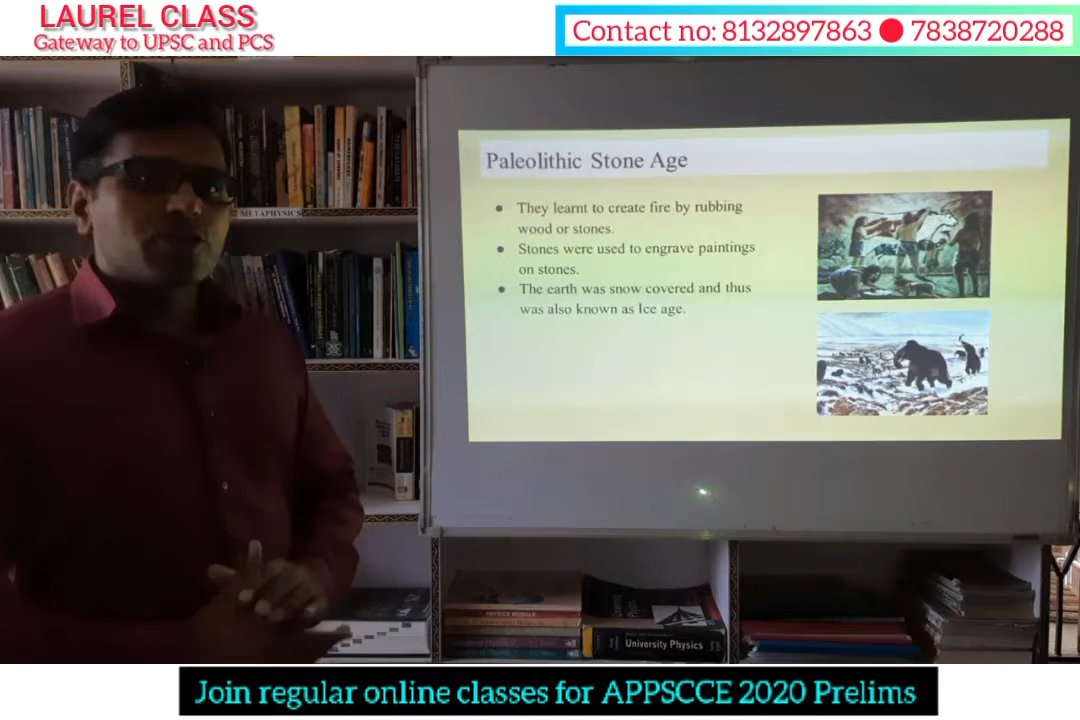 LAUREL CLASS
Gateway to UPSC and PCS
Contact no: 8132897863 🔴 7838720288
Paleolithic Stone Age
● They learnt to create fire by rubbing
wood or stones.
● Stones were used to engrave paintings
on stones.
● The earth was snow covered and thus
was also known as Ice age.
METAPHYSICS
University Physics
Join regular online classes for APPSCCE 2020 Prelims